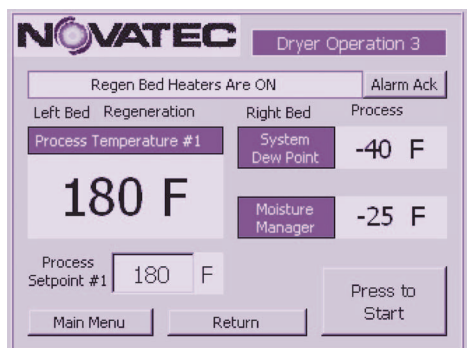 NOVATEC
Dryer Operation 3
Regen Bed Heaters Are ON
Alarm Ack
Left Bed Regeneration
Right Bed Process
Process Temperature #1
180 F
System
Dew Point
-40 F
Moisture
Manager
-25 F
Process
Setpoint #1
180 F
Press to
Start
Main Menu
Return